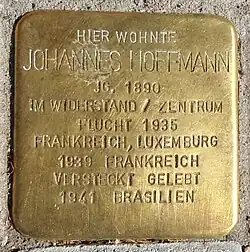 HIER WOHNTE
JOHANNES HOFFMANN
JG. 1890
IM WIDERSTAND / ZENTRUM
FLUCHT 1935
FRANKREICH, LUXEMBURG
1939 FRANKREICH
VERSTECKT GELEBT
1941 BRASILIEN